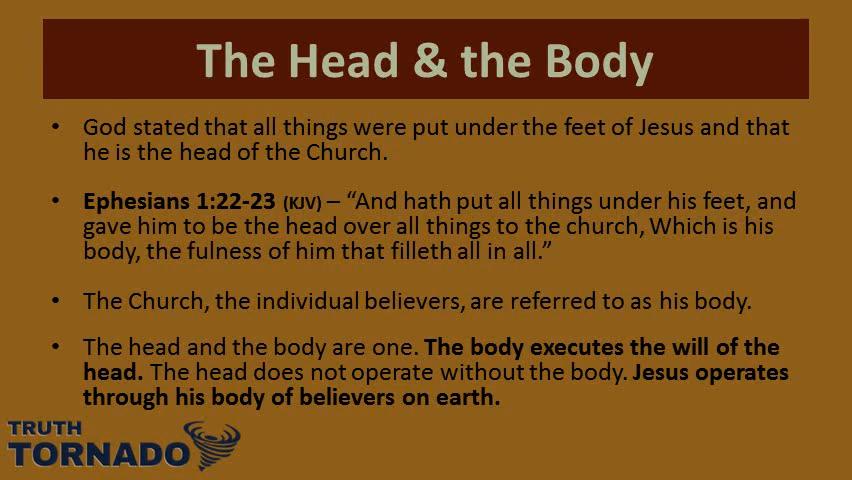 The Head & the Body
• God stated that all things were put under the feet of Jesus and that
he is the head of the Church.
• Ephesians 1:22-23 (KJV) – “And hath put all things under his feet, and
gave him to be the head over all things to the church, Which is his
body, the fulness of him that filleth all in all.”
• The Church, the individual believers, are referred to as his body.
• The head and the body are one. The body executes the will of the
head. The head does not operate without the body. Jesus operates
through his body of believers on earth.
TRUTH
TORNADO